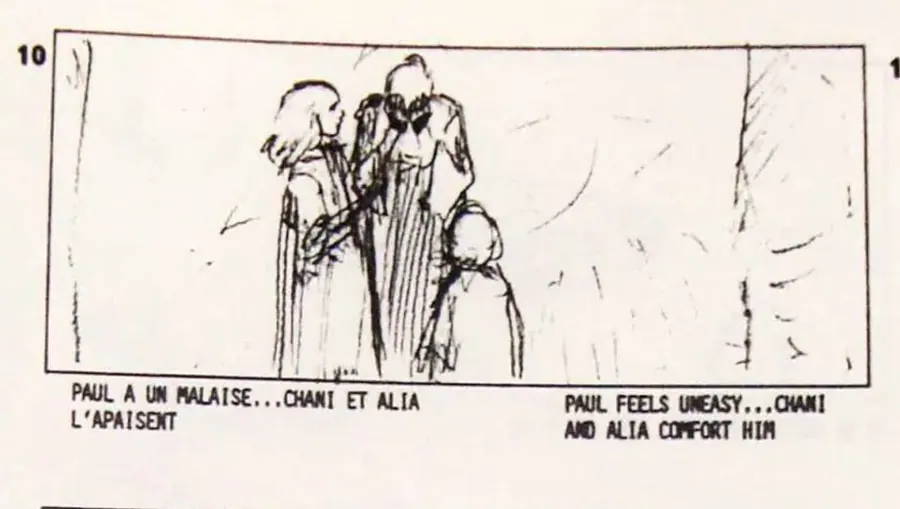 10
1
PAUL A UN MALAISE...CHANI ET ALIA
L'APAISENT
PAUL FEELS UNEASY...CHANI
AND ALIA COMFORT HIM